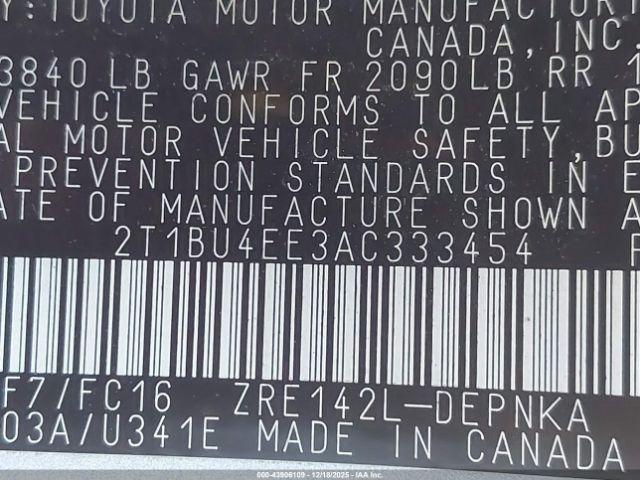 Y:TOYOTA MOTOR MANUFACTURI
CANADA,INC.
3840 LB GAWR FR 2090LB RR 1
VEHICLE CONFORMS TO ALL AP
AL MOTOR VEHICLE SAFETY,BU
PREVENTION STANDARDS IN E
ATE OF MANUFACTURE SHOWN A
2T1BU4EE3AC333454
F7/FC16 ZRE142L-DEPNKA
03A/U341E MADE IN CANADA
000-43906109 - 12/18/2025 - IAA Inc.